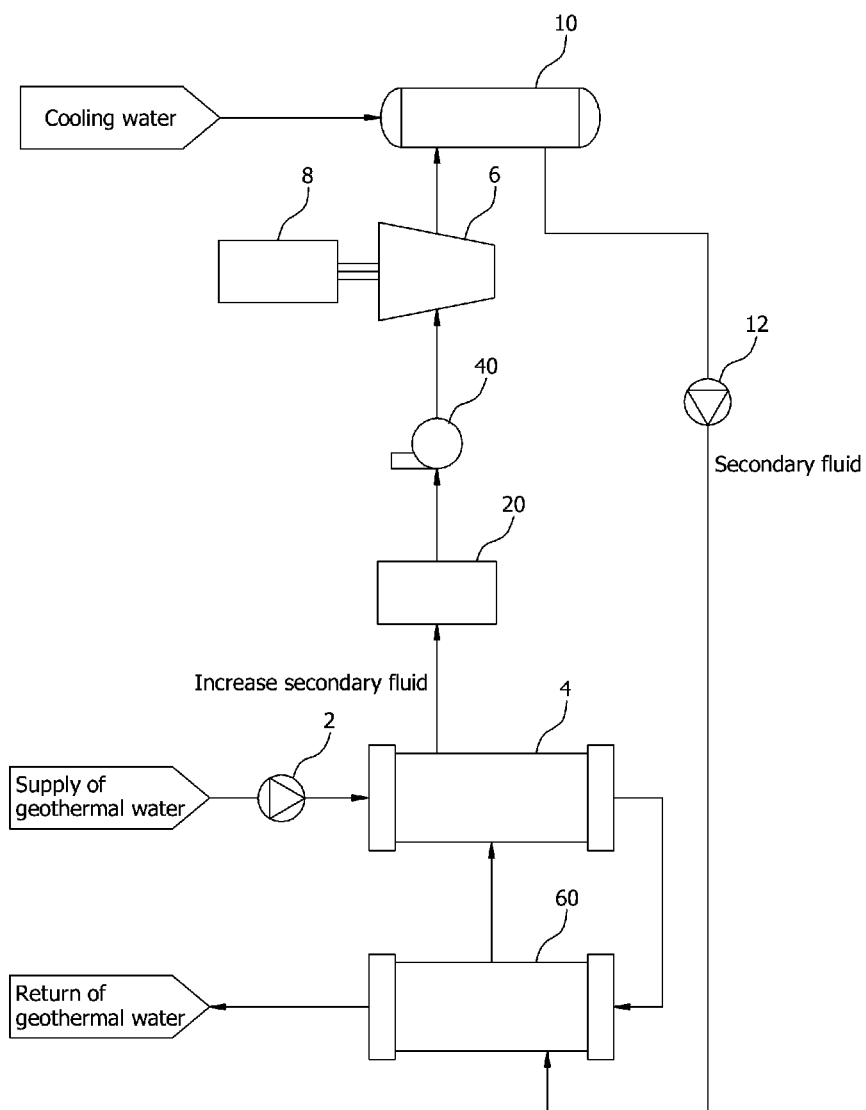 10
Cooling water
8
6
12
40
Secondary fluid
20
Increase secondary fluid
4
2
Supply of
geothermal water
60
Return of
geothermal water